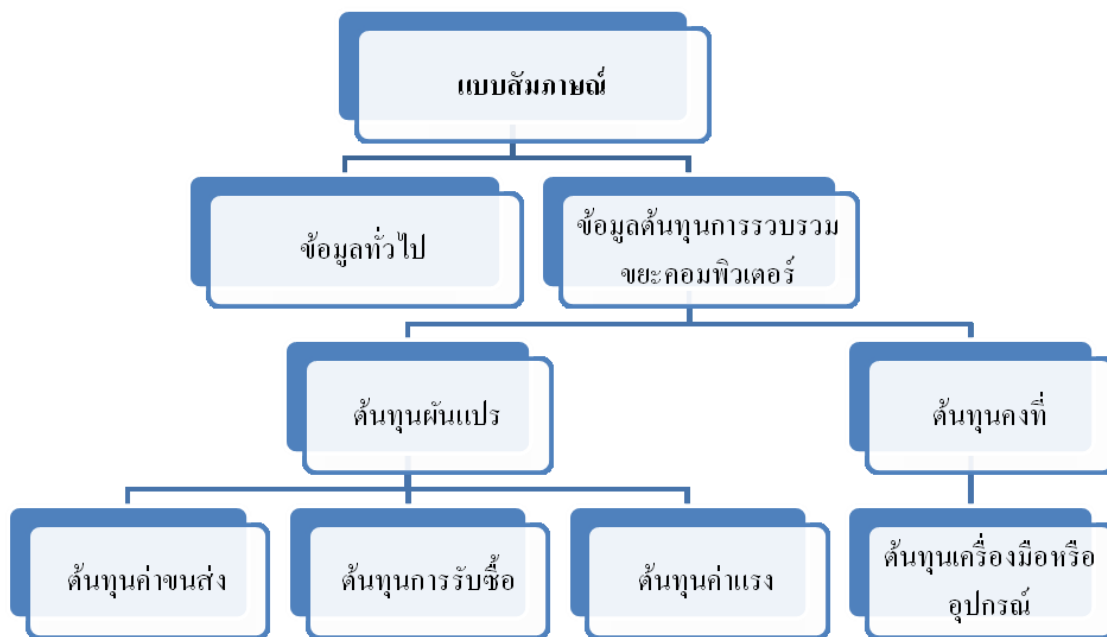 แบบสัมภาษณ์
ข้อมูลทั่วไป
ข้อมูลต้นทุนการรวบรวม
ขยะคอมพิวเตอร์
ต้นทุนผันแปร
ต้นทุนคงที่
ต้นทุนค่าขนส่ง
ต้นทุนการรับซื้อ
ต้นทุนค่าแรง
ต้นทุนเครื่องมือหรือ
อุปกรณ์